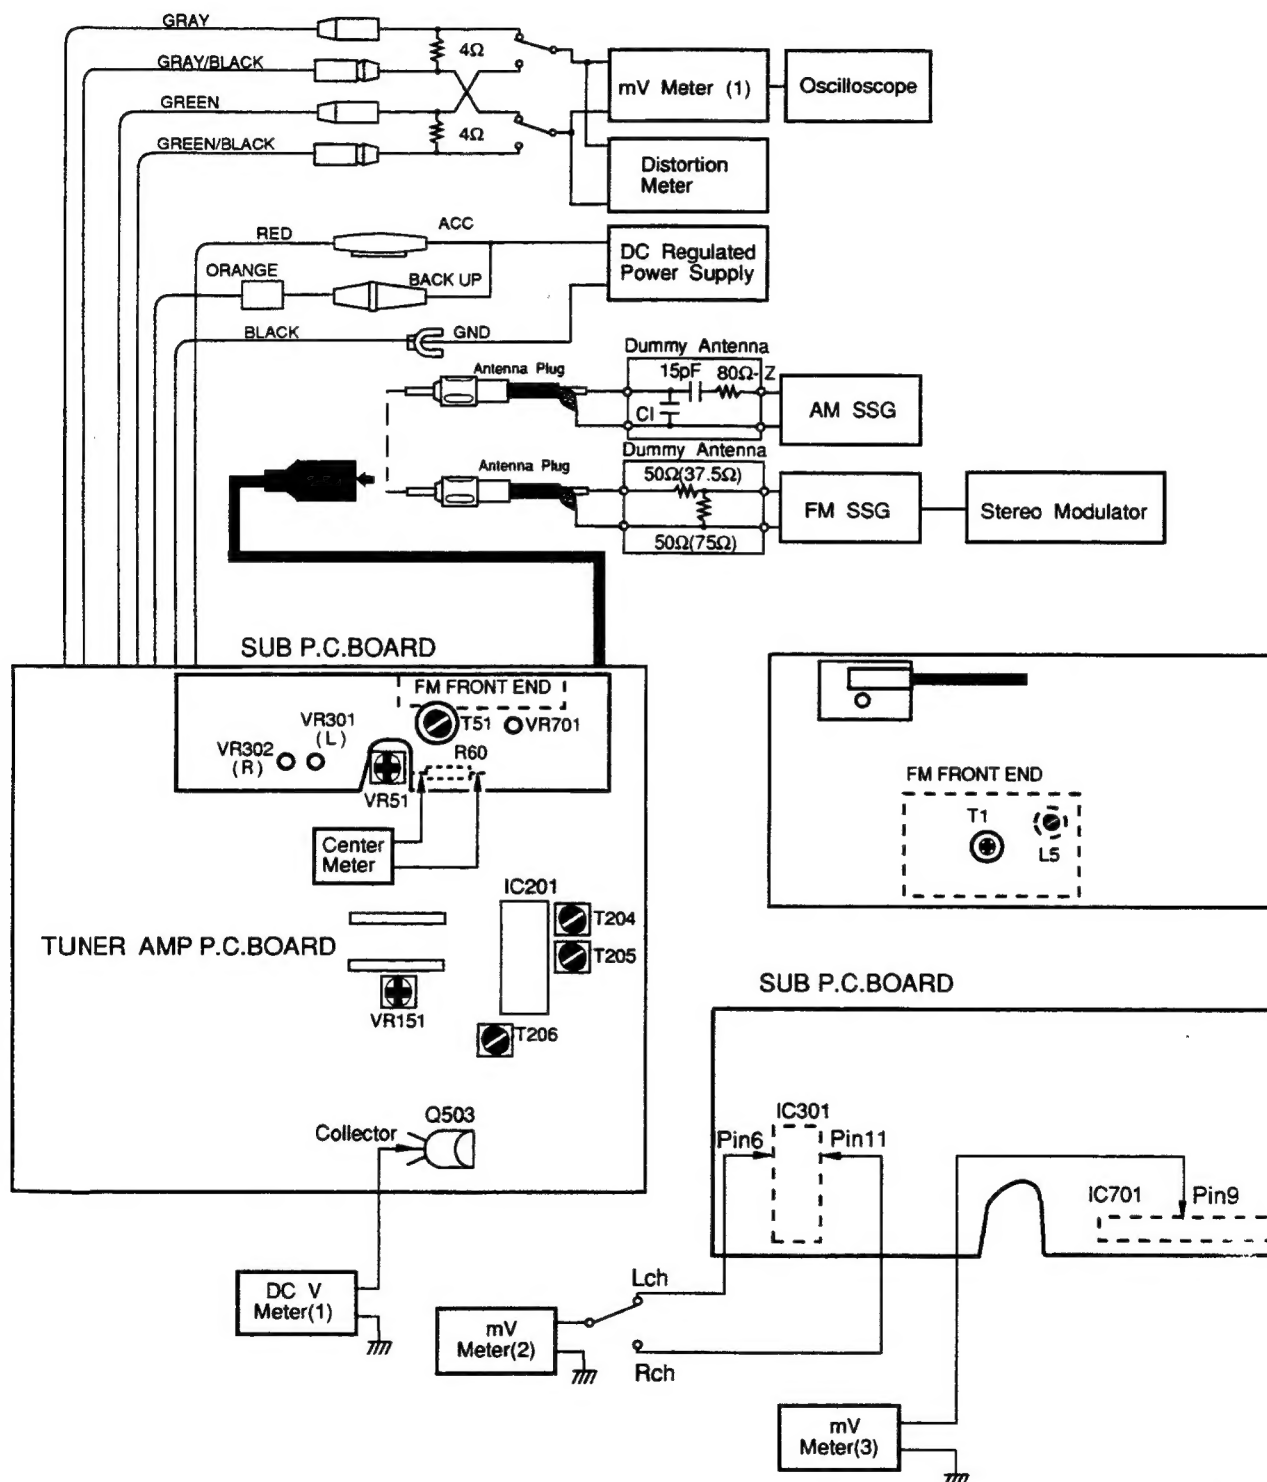 GRAY
4Ω
GRAY/BLACK
mV Meter (1)
Oscilloscope
GREEN
4Ω
GREEN/BLACK
Distortion
Meter
RED
ACC
DC Regulated
Power Supply
ORANGE
BACK UP
BLACK
GND
Dummy Antenna
Antenna Plug
15pF
80Ω-Z
CI
AM SSG
Dummy Antenna
Antenna Plug
50Ω(37.5Ω)
FM SSG
Stereo Modulator
50Ω(75Ω)
SUB P.C.BOARD
FM FRONT END
VR301
(L)
T51
VR701
VR302
(R)
R60
VR51
Center
Meter
IC201
T204
T205
TUNER AMP P.C.BOARD
VR151
T206
Q503
Collector
DC V
Meter(1)
FM FRONT END
T1
L5
SUB P.C.BOARD
IC301
Pin6
Pin11
IC701
Pin9
Lch
mV
Meter(2)
Rch
mV
Meter(3)